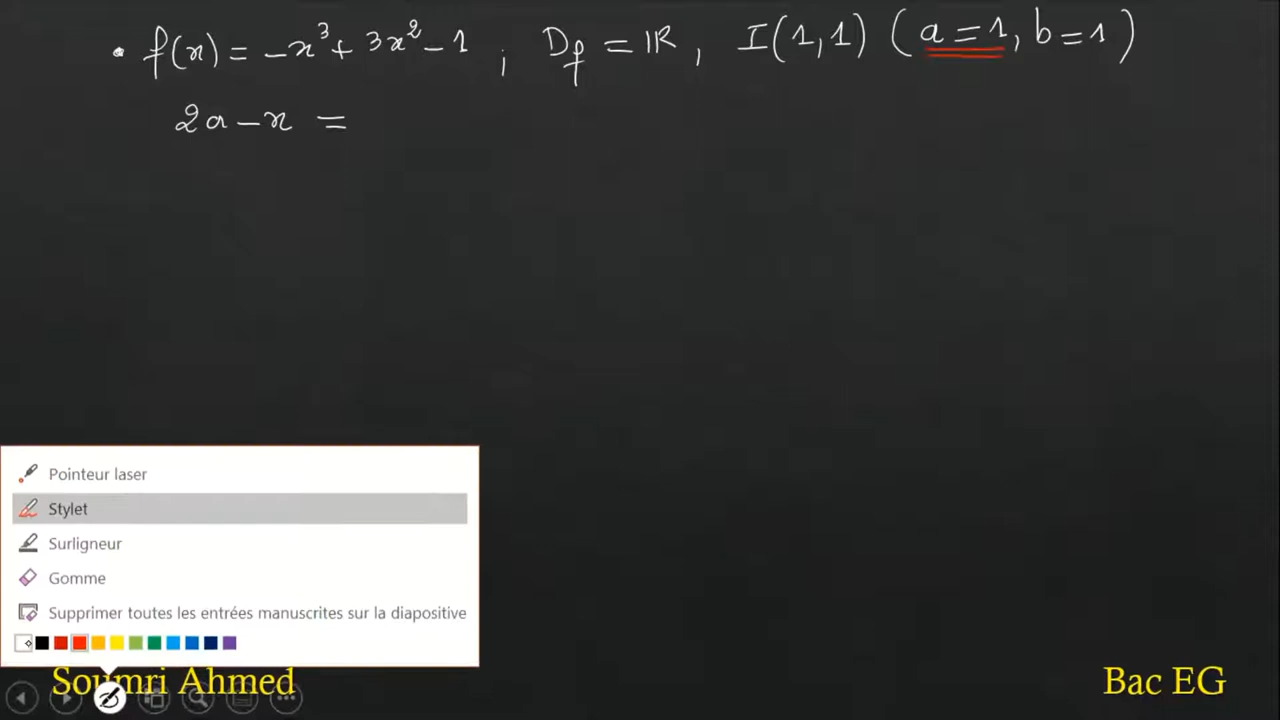 • f(x) = -x³ + 3x² - 1 ; Df = ℝ , I(1,1) ( a = 1, b = 1 )
2a - x =
Pointeur laser
Stylet
Surligneur
Gomme
Supprimer toutes les entrées manuscrites sur la diapositive
Soumri Ahmed
Bac EG